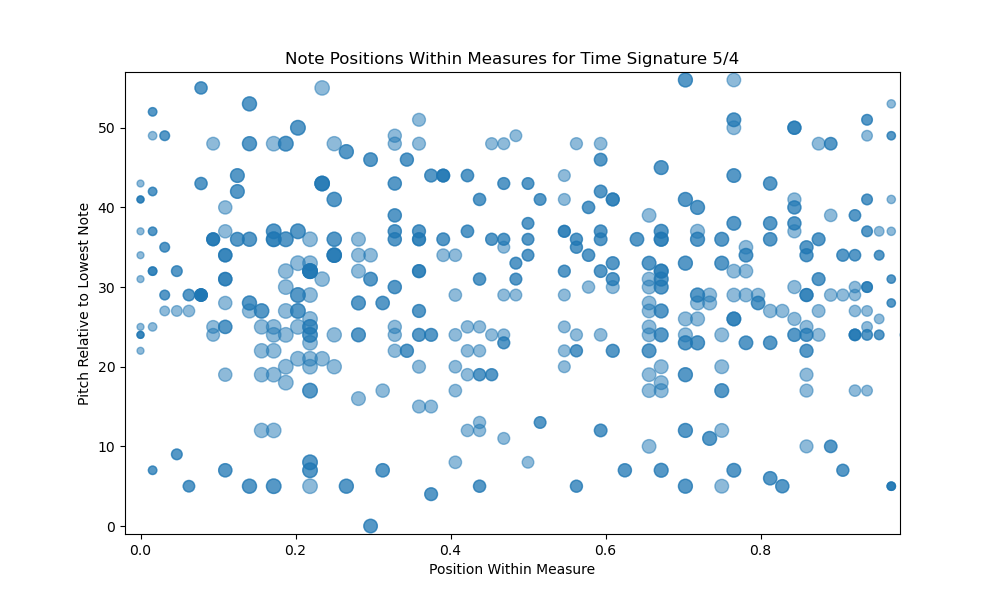 Note Positions Within Measures for Time Signature 5/4
Pitch Relative to Lowest Note
50
40
30
20
10
0
0.0 0.2 0.4 0.6 0.8
Position Within Measure